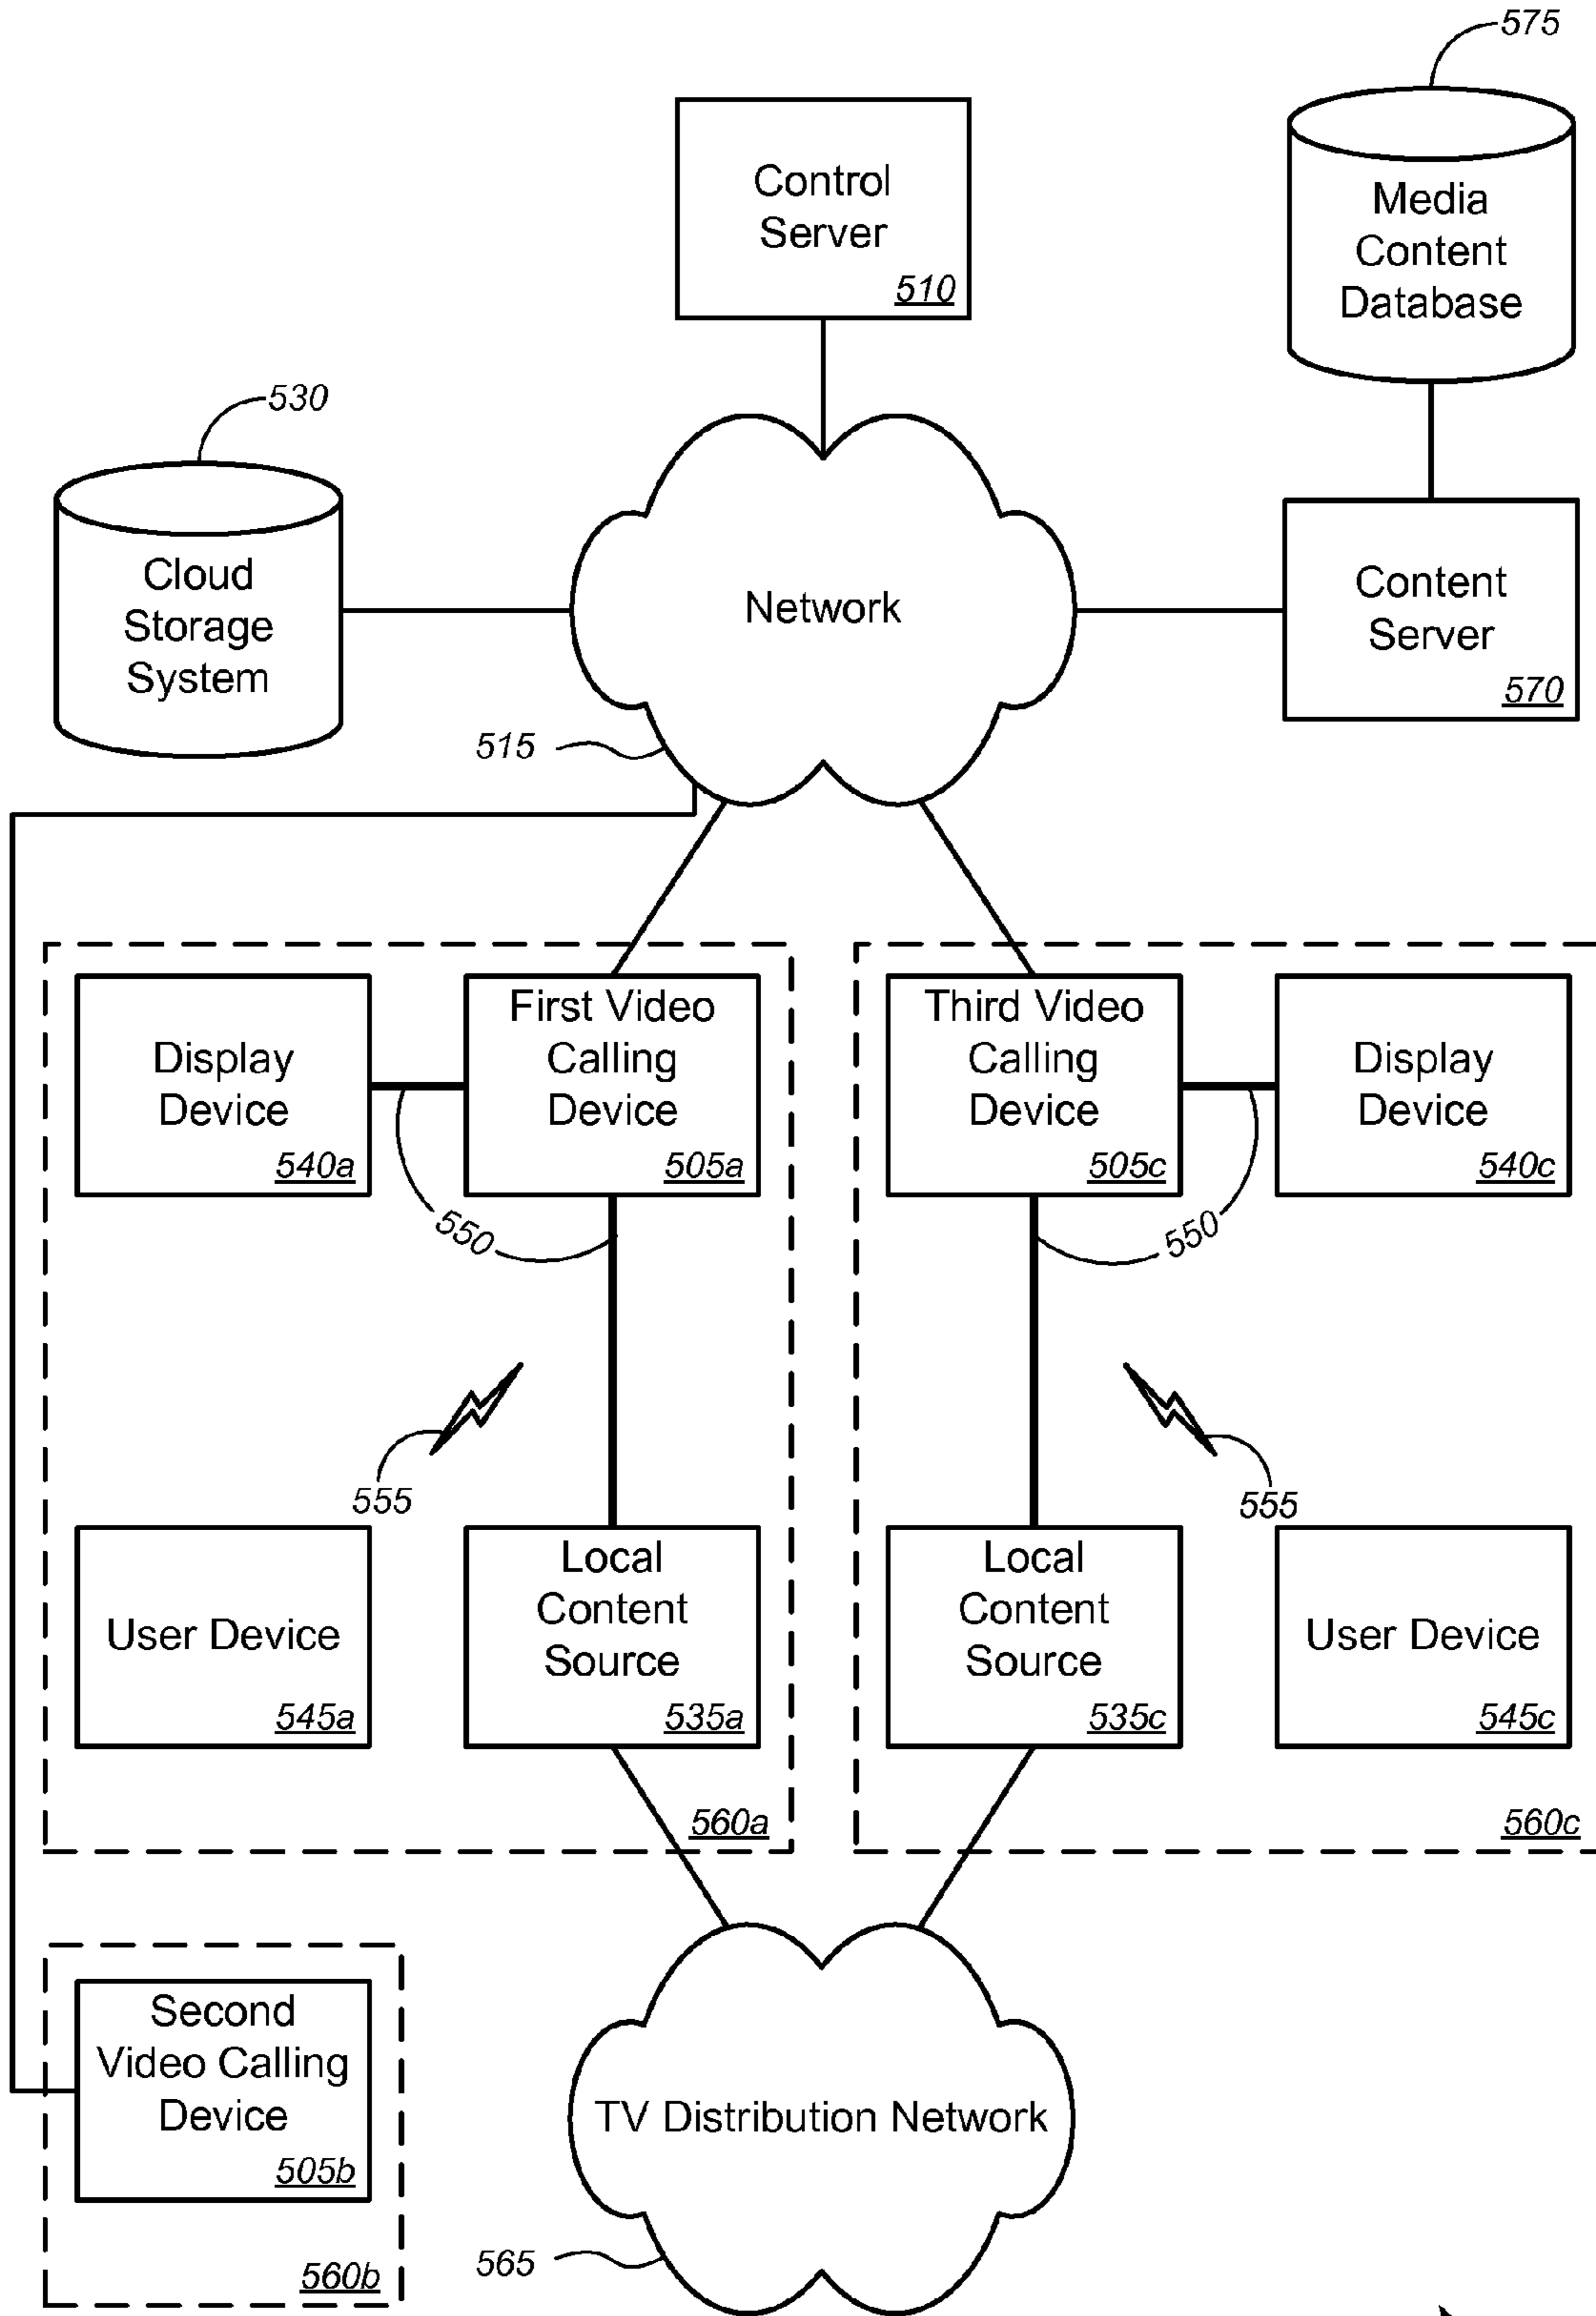 575
Control
Server
510
Media
Content
Database
530
Cloud
Storage
System
Network
Content
Server
570
515
Display
Device
540a
First Video
Calling
Device
505a
Third Video
Calling
Device
505c
Display
Device
540c
550
550
555
555
User Device
545a
Local
Content
Source
535a
Local
Content
Source
535c
User Device
545c
560a
560c
Second
Video Calling
Device
505b
560b
TV Distribution Network
565